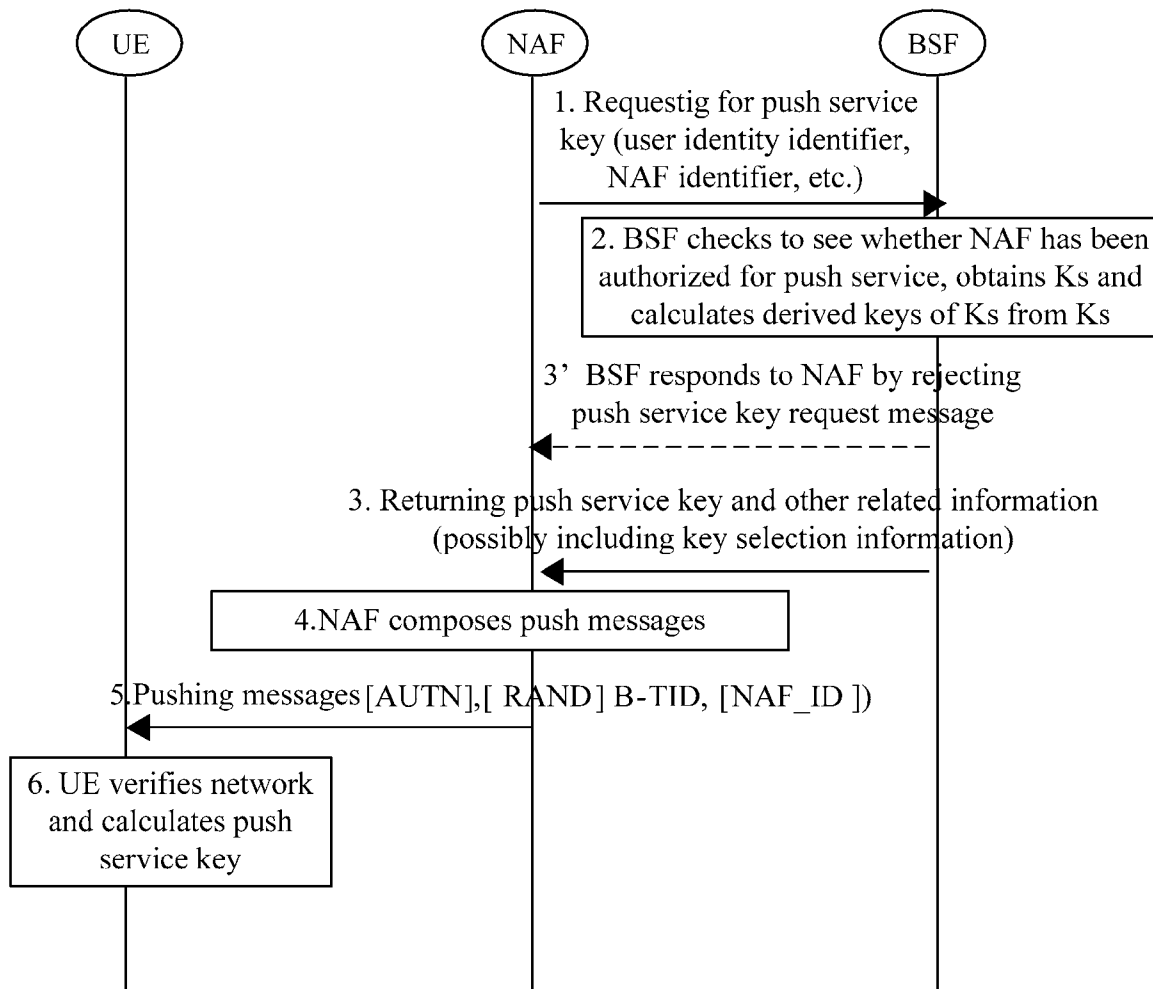 UE
NAF
BSF
1. Requestig for push service
key (user identity identifier,
NAF identifier, etc.)
2. BSF checks to see whether NAF has been
authorized for push service, obtains Ks and
calculates derived keys of Ks from Ks
3’ BSF responds to NAF by rejecting
push service key request message
3. Returning push service key and other related information
(possibly including key selection information)
4.NAF composes push messages
5.Pushing messages [AUTN],[ RAND] B-TID, [NAF_ID ])
6. UE verifies network
and calculates push
service key